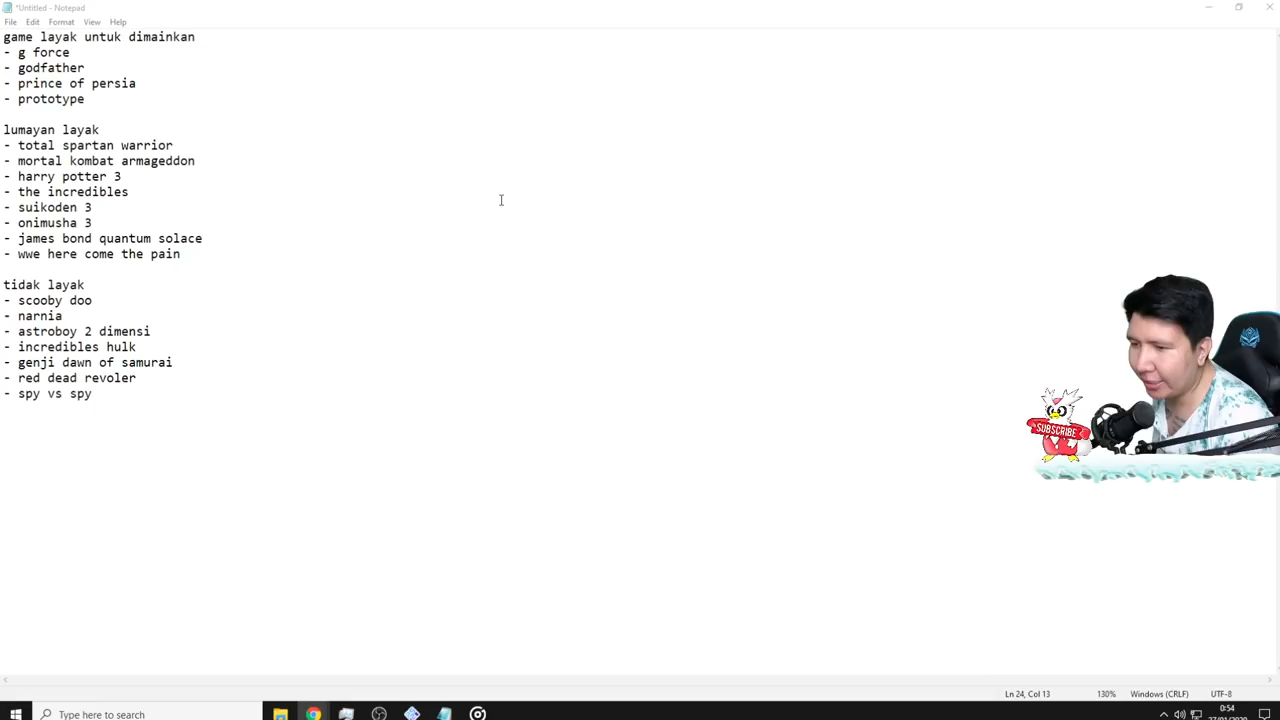 *Untitled - Notepad
File Edit Format View Help
game layak untuk dimainkan
- g force
- godfather
- prince of persia
- prototype
lumayan layak
- total spartan warrior
- mortal kombat armageddon
- harry potter 3
- the incredibles
- suikoden 3
- onimusha 3
- james bond quantum solace
- wwe here come the pain
tidak layak
- scooby doo
- narnia
- astroboy 2 dimensi
- incredibles hulk
- genji dawn of samurai
- red dead revoler
- spy vs spy
SUBSCRIBE
Ln 24, Col 13 130% Windows (CRLF) UTF-8
Type here to search
0:54